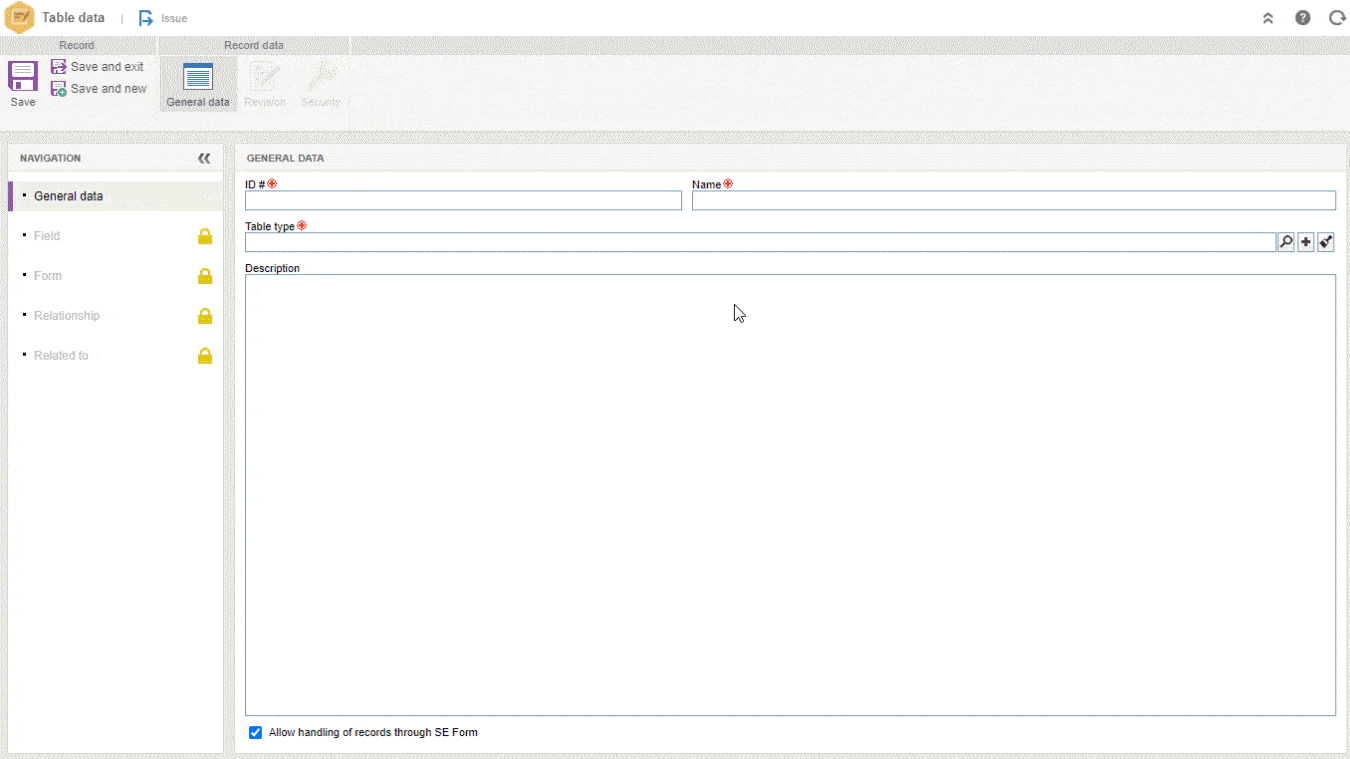 Table data | Issue
Record Record data
Save
Save and exit
Save and new
General data
Revision
Security
NAVIGATION
General data
Field
Form
Relationship
Related to
GENERAL DATA
ID #
Name
Table type
Description
Allow handling of records through SE Form